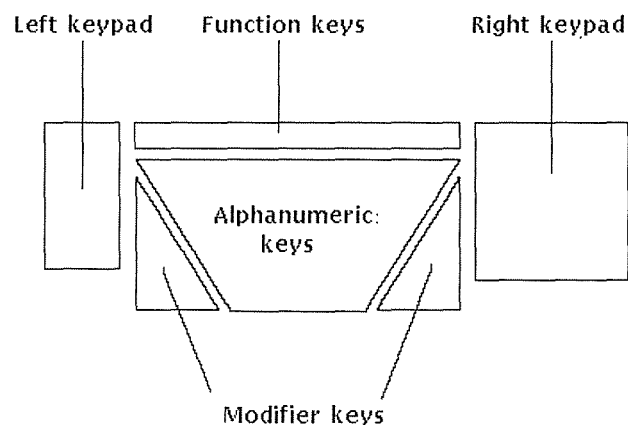 Left keypad
Function keys
Right keypad
Alphanumeric
keys
Modifier keys